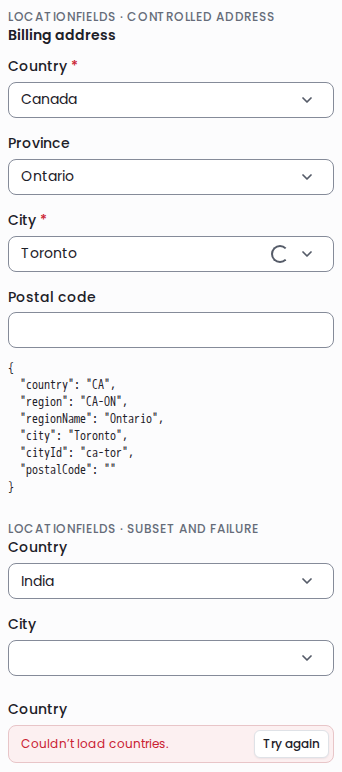 LOCATIONFIELDS · CONTROLLED ADDRESS
Billing address
Country *
Canada
Province
Ontario
City *
Toronto
Postal code
{
"country": "CA",
"region": "CA-ON",
"regionName": "Ontario",
"city": "Toronto",
"cityId": "ca-tor",
"postalCode": ""
}
LOCATIONFIELDS · SUBSET AND FAILURE
Country
India
City
Country
Couldn’t load countries. Try again